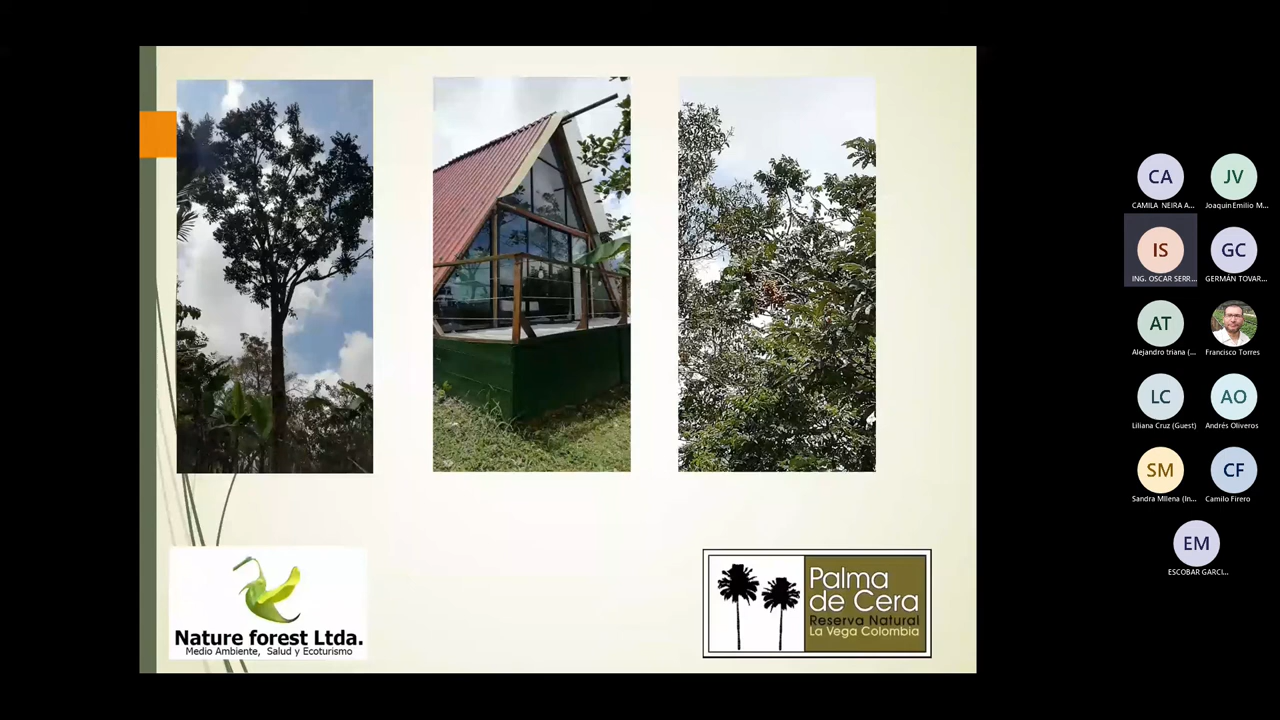 Nature forest Ltda.
Medio Ambiente, Salud y Ecoturismo
Palma
de Cera
Reserva Natural
La Vega Colombia
CA
JV
CAMILA NEIRA A...
Joaquin Emilio M...
IS
GC
ING. OSCAR SERR...
GERMÁN TOVAR...
AT
Alejandro triana (...
Francisco Torres
LC
AO
Liliana Cruz (Guest)
Andrés Oliveros
SM
CF
Sandra MIlena (In...
Camilo Firero
EM
ESCOBAR GARCI...